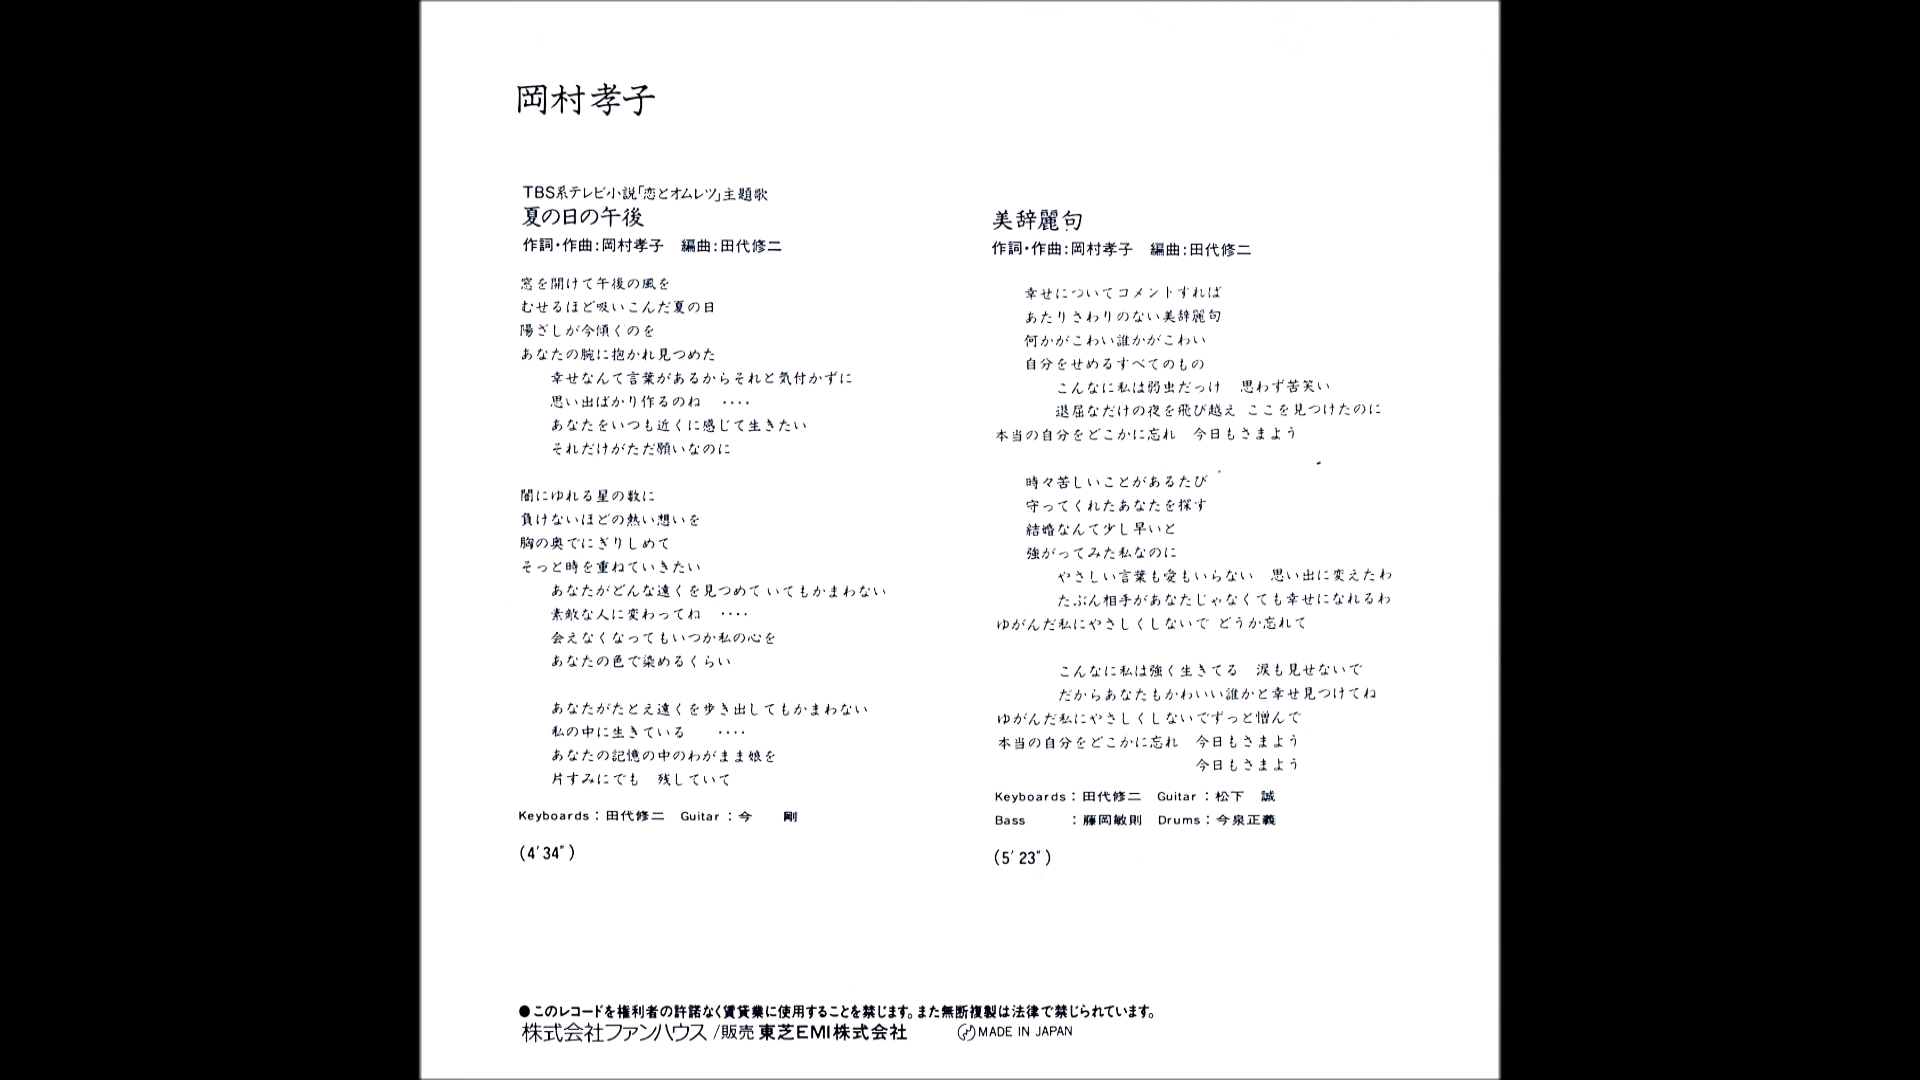 岡村孝子
TBS系テレビ小説「恋とオムレツ」主題歌
夏の日の午後
作詞・作曲:岡村孝子　編曲:田代修二
窓を開けて午後の風を
むせるほど吸いこんだ夏の日
陽ざしが今傾くのを
あなたの腕に抱かれ見つめた
幸せなんて言葉があるからそれと気付かずに
思い出ばかり作るのね　‥‥
あなたをいつも近くに感じて生きたい
それだけがただ願いなのに
闇にゆれる星の数に
負けないほどの熱い想いを
胸の奥でにぎりしめて
そっと時を重ねていきたい
あなたがどんな遠くを見つめていてもかまわない
素敵な人に変わってね　‥‥
会えなくなってもいつか私の心を
あなたの色で染めるくらい
あなたがたとえ遠くを歩き出してもかまわない
私の中に生きている　‥‥
あなたの記憶の中のわがまま娘を
片すみにでも　残していて
Keyboards：田代修二　Guitar：今　剛
(4′34″)
美辞麗句
作詞・作曲:岡村孝子　編曲:田代修二
幸せについてコメントすれば
あたりさわりのない美辞麗句
何かがこわい誰かがこわい
自分をせめるすべてのもの
こんなに私は弱虫だっけ　思わず苦笑い
退屈なだけの夜を飛び越え ここを見つけたのに
本当の自分をどこかに忘れ　今日もさまよう
時々苦しいことがあるたび
守ってくれたあなたを探す
結婚なんて少し早いと
強がってみた私なのに
やさしい言葉も愛もいらない　思い出に変えたわ
たぶん相手があなたじゃなくても幸せになれるわ
ゆがんだ私にやさしくしないで どうか忘れて
こんなに私は強く生きてる　涙も見せないで
だからあなたもかわいい誰かと幸せ見つけてね
ゆがんだ私にやさしくしないでずっと憎んで
本当の自分をどこかに忘れ　今日もさまよう
今日もさまよう
Keyboards：田代修二　Guitar：松下　誠
Bass　：藤岡敏則　Drums：今泉正義
(5′23″)
●このレコードを権利者の許諾なく賃貸業に使用することを禁じます。また無断複製は法律で禁じられています。
株式会社ファンハウス/販売 東芝EMI株式会社　MADE IN JAPAN